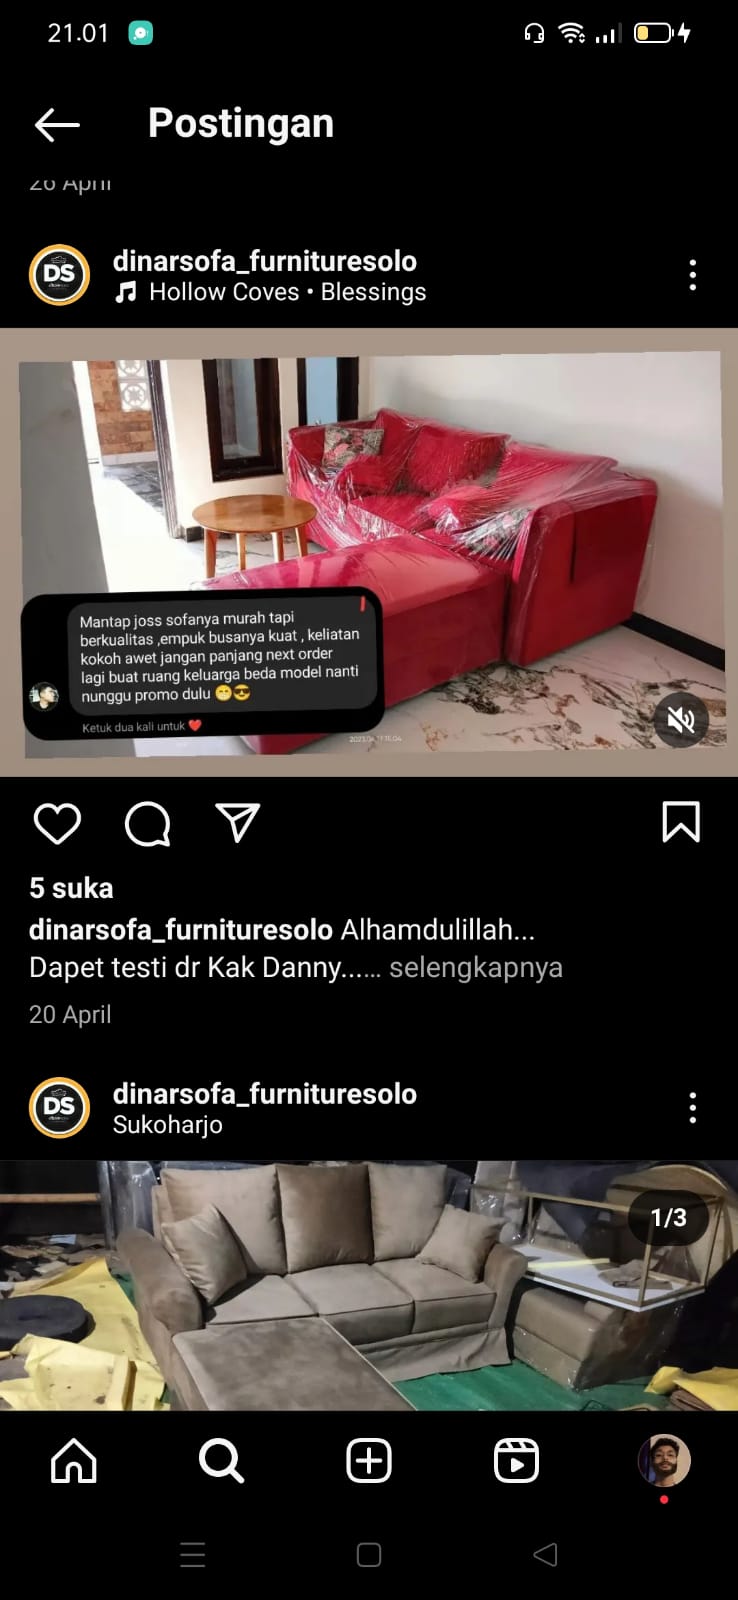 21.01
Postingan
26 April
DS
dinarsofa_furnituresolo
Hollow Coves • Blessings
Mantap joss sofanya murah tapi
berkualitas ,empuk busanya kuat , keliatan
kokoh awet jangan panjang next order
lagi buat ruang keluarga beda model nanti
nunggu promo dulu 😁😎
Ketuk dua kali untuk ❤️
5 suka
dinarsofa_furnituresolo Alhamdulillah...
Dapet testi dr Kak Danny...... selengkapnya
20 April
DS
dinarsofa_furnituresolo
Sukoharjo
1/3